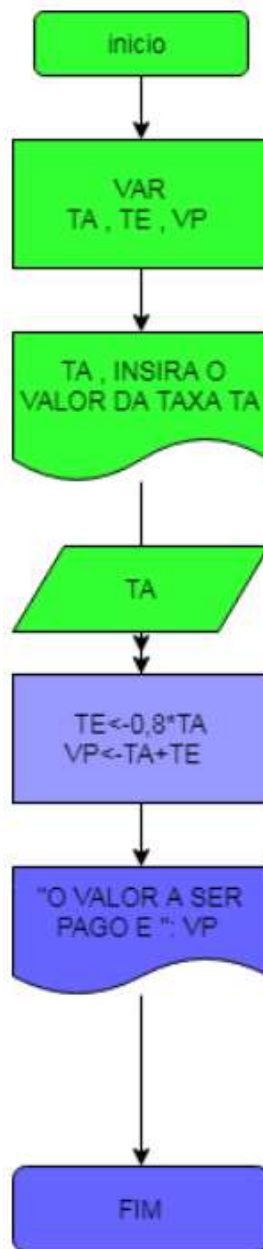 inicio
VAR
TA , TE , VP
TA , INSIRA O
VALOR DA TAXA TA
TA
TE<-0,8*TA
VP<-TA+TE
"O VALOR A SER
PAGO E ": VP
FIM